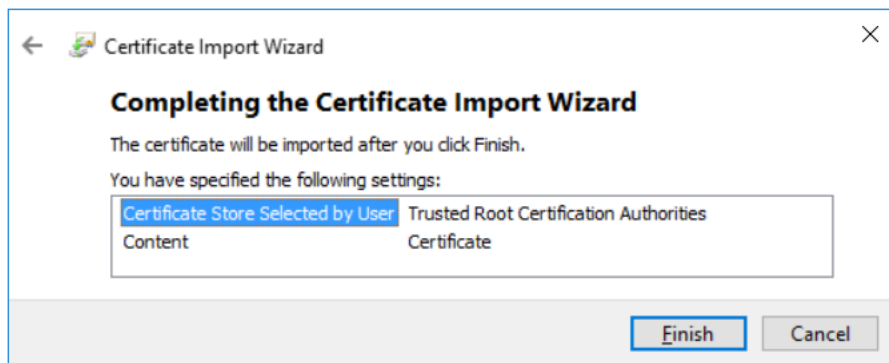 Certificate Import Wizard
Completing the Certificate Import Wizard
The certificate will be imported after you click Finish.
You have specified the following settings:
Certificate Store Selected by User Trusted Root Certification Authorities
Content Certificate
Finish Cancel